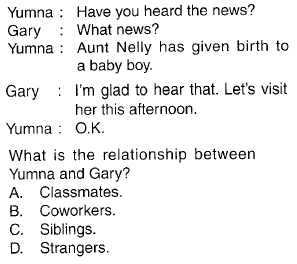 Yumna : Have you heard the news?
Gary : What news?
Yumna : Aunt Nelly has given birth to
a baby boy.
Gary : I'm glad to hear that. Let's visit
her this afternoon.
Yumna : O.K.
What is the relationship between
Yumna and Gary?
A. Classmates.
B. Coworkers.
C. Siblings.
D. Strangers.